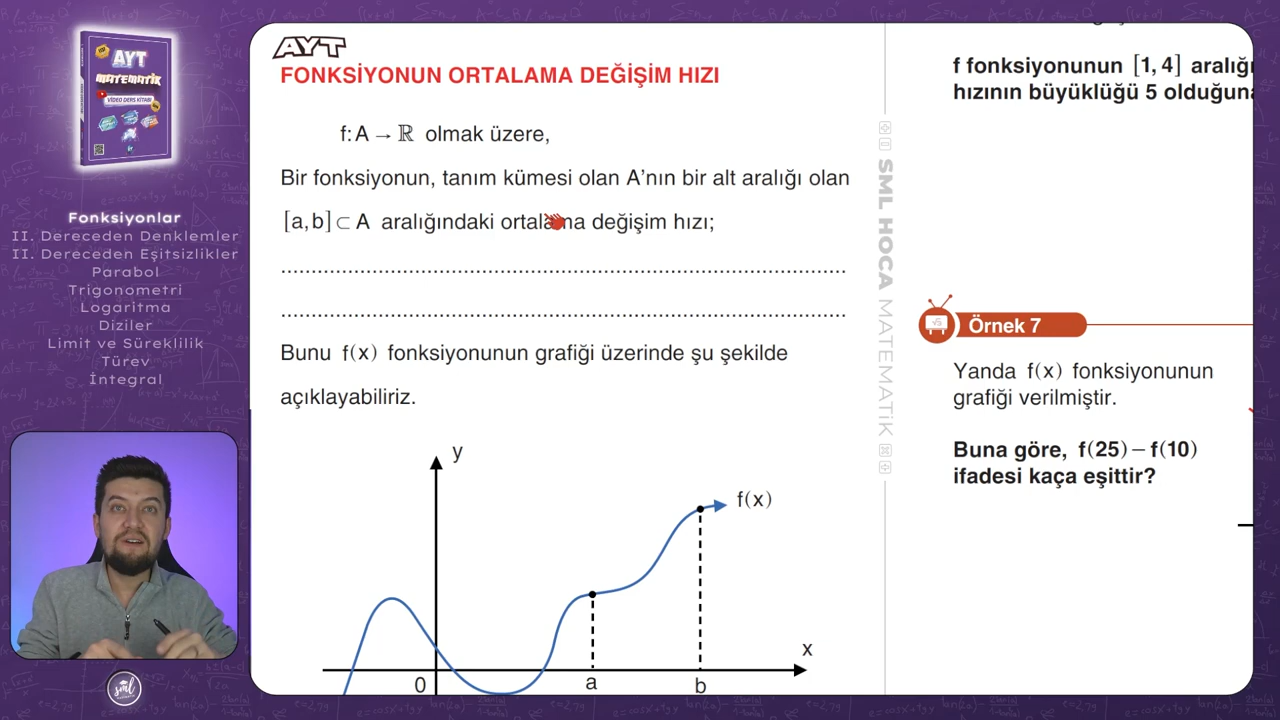 AYT
MATEMATİK
VİDEO DERS KİTABI
Fonksiyonlar
II. Dereceden Denklemler
II. Dereceden Eşitsizlikler
Parabol
Trigonometri
Logaritma
Diziler
Limit ve Süreklilik
Türev
İntegral
sml
AYT
FONKSİYONUN ORTALAMA DEĞİŞİM HIZI
f: A → ℝ olmak üzere,
Bir fonksiyonun, tanım kümesi olan A'nın bir alt aralığı olan
[a, b] ⊂ A aralığındaki ortalama değişim hızı;
Bunu f(x) fonksiyonunun grafiği üzerinde şu şekilde
açıklayabiliriz.
y
f(x)
x
0
a
b
SML HOCA MATEMATİK
f fonksiyonunun [1, 4] aralığı
hızının büyüklüğü 5 olduğuna
Örnek 7
Yanda f(x) fonksiyonunun
grafiği verilmiştir.
Buna göre, f(25) − f(10)
ifadesi kaça eşittir?